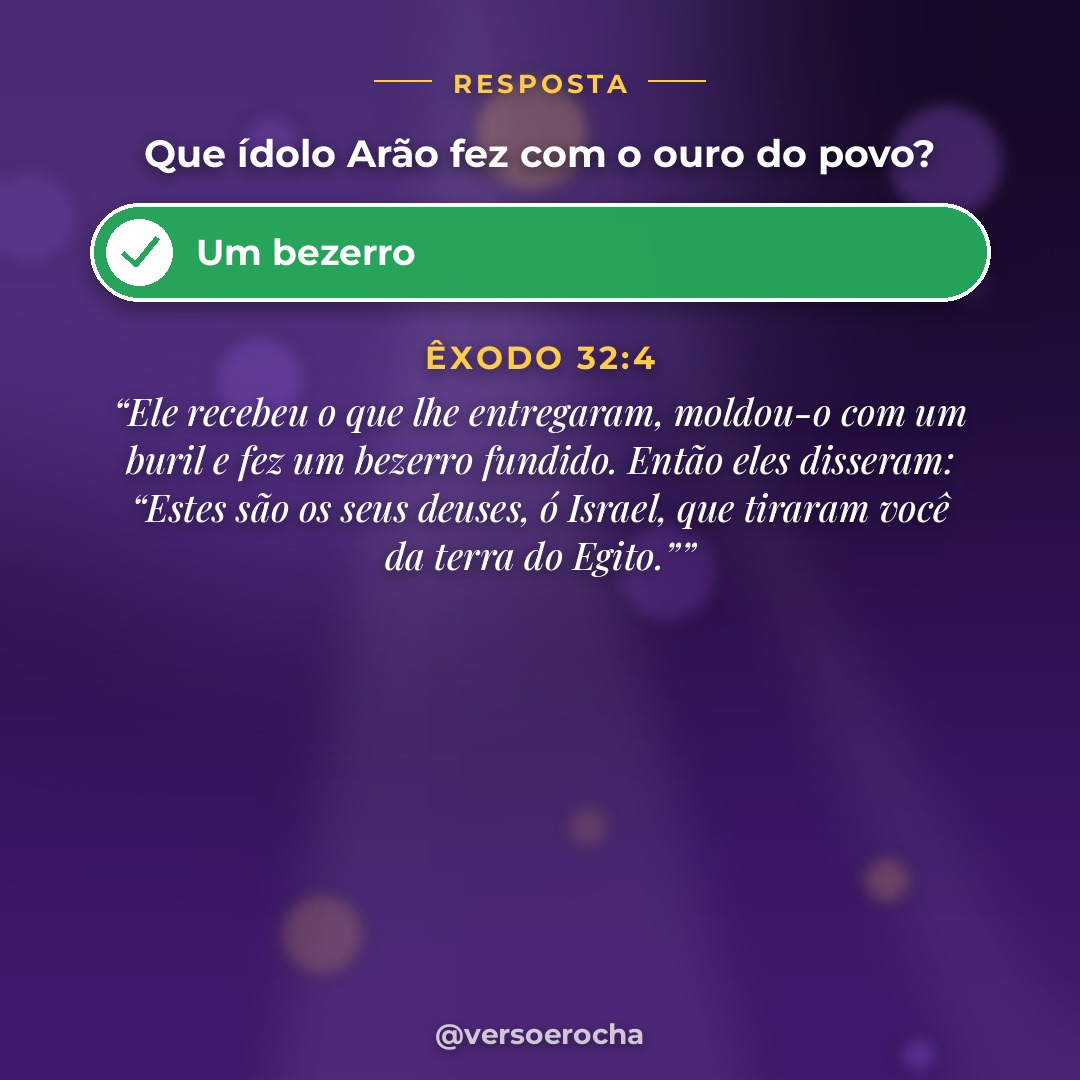 RESPOSTA
Que ídolo Arão fez com o ouro do povo?
Um bezerro
ÊXODO 32:4
“Ele recebeu o que lhe entregaram, moldou-o com um
buril e fez um bezerro fundido. Então eles disseram:
“Estes são os seus deuses, ó Israel, que tiraram você
da terra do Egito.””
@versoerocha